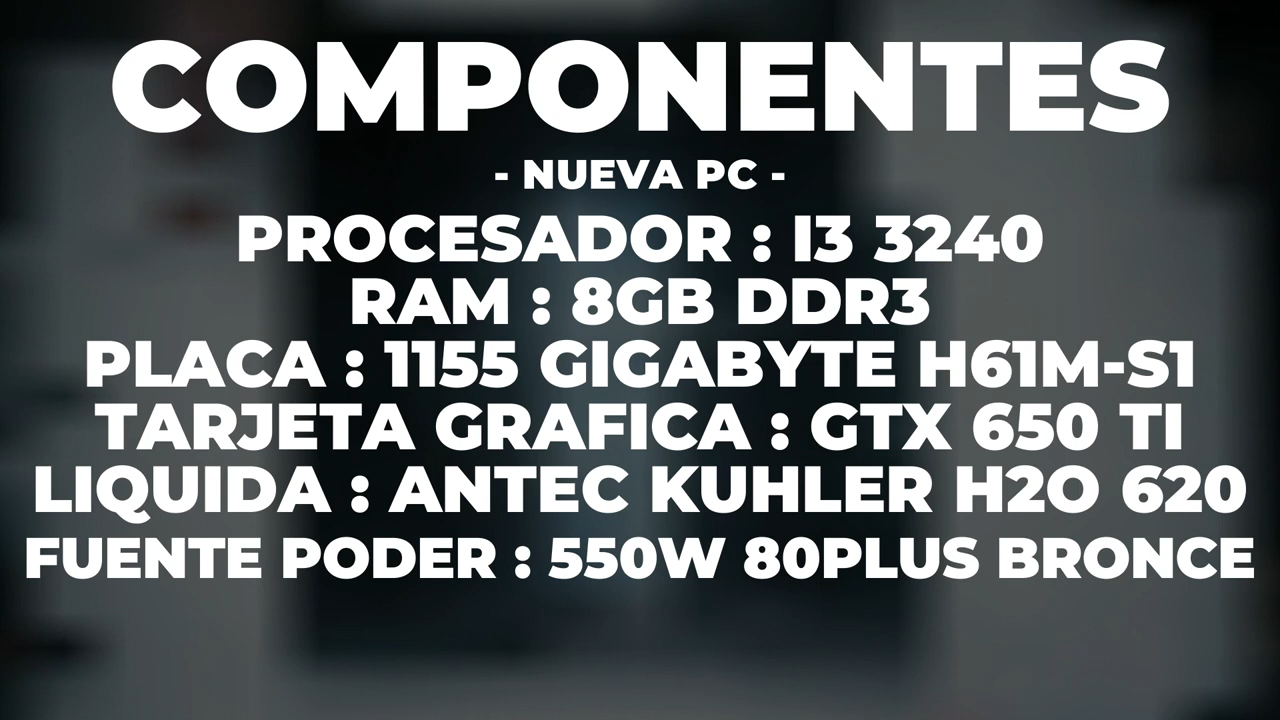 COMPONENTES
- NUEVA PC -
PROCESADOR : I3 3240
RAM : 8GB DDR3
PLACA : 1155 GIGABYTE H61M-S1
TARJETA GRAFICA : GTX 650 TI
LIQUIDA : ANTEC KUHLER H2O 620
FUENTE PODER : 550W 80PLUS BRONCE